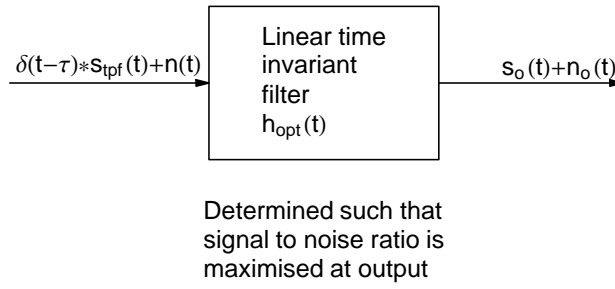 δ(t−τ)*s_tpf(t)+n(t)
Linear time
invariant
filter
h_opt(t)
s_o(t)+n_o(t)
Determined such that
signal to noise ratio is
maximised at output